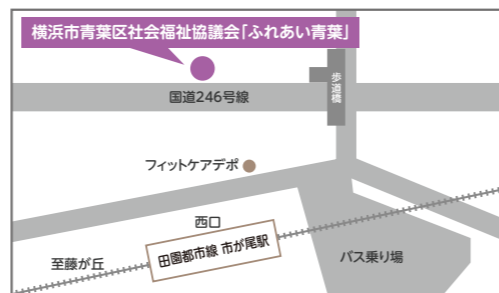 横浜市青葉区社会福祉協議会「ふれあい青葉」
歩道橋
国道246号線
フィットケアデポ
西口
田園都市線 市が尾駅
バス乗り場
至藤が丘